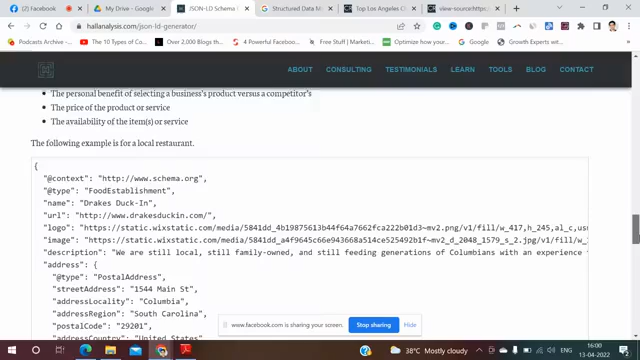 (2) Facebook
My Drive - Google Dri
JSON-LD Schema
Structured Data M
Top Los Angeles C
view-source:https:
hallanalysis.com/json-ld-generator/
Podcasts Archive -...
The 10 Types of Co...
Over 2,000 Blogs Th...
4 Powerful Facebook...
Free Stuff | Marketi...
Optimize how your...
Google Search Cons...
Growth Experts wit...
ABOUT CONSULTING TESTIMONIALS LEARN TOOLS BLOG CONTACT
• The personal benefit of selecting a business's product versus a competitor's
• The price of the product or service
• The availability of the item(s) or service
The following example is for a local restaurant.
{
"@context": "http://www.schema.org",
"@type": "FoodEstablishment",
"name": "Drakes Duck-In",
"url": "http://www.drakesduckin.com/",
"logo": "https://static.wixstatic.com/media/5841dd_4b19875613b44f64a7662fca222b01d3~mv2.png/v1/fill/w_417,h_245,al_c,usm
"image": "https://static.wixstatic.com/media/5841dd_a4f9645c66e943668a514ce525492b1f~mv2_d_2048_1579_s_2.jpg/v1/fill/w_
"description": "We are still local, still family-owned, and still feeding generations of Columbians with an experience
"address": {
"@type": "PostalAddress",
"streetAddress": "1544 Main St",
"addressLocality": "Columbia",
"addressRegion": "South Carolina",
"postalCode": "29201",
"addressCountry": "United States"
www.facebook.com is sharing your screen.
Stop sharing
Hide
38°C Mostly cloudy
ENG
16:00
13-04-2022